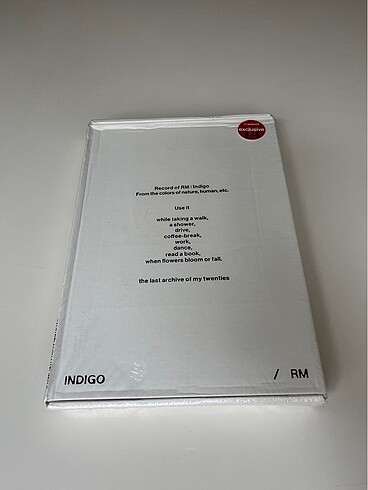 exclusive
Record of RM : Indigo
From the colors of nature, human, etc.
Use it
while taking a walk,
a shower,
drive,
coffee-break,
work,
dance,
read a book,
when flowers bloom or fall.
the last archive of my twenties
INDIGO / RM